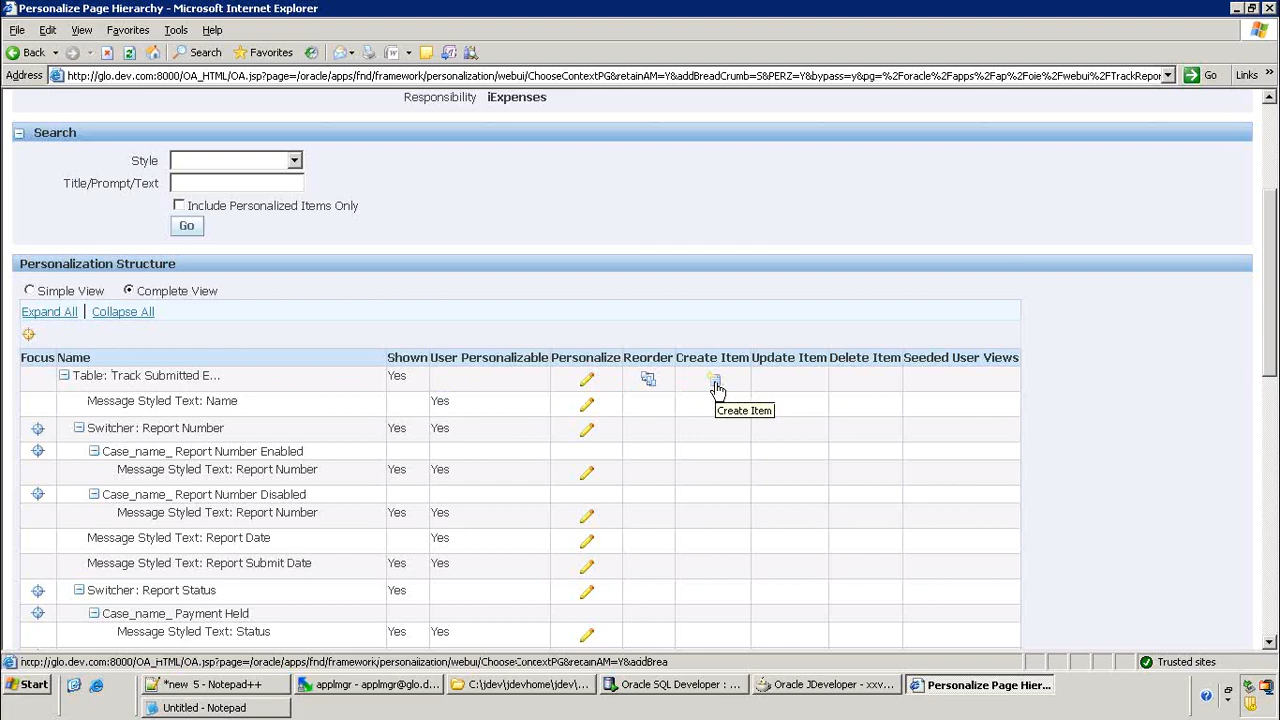 Personalize Page Hierarchy - Microsoft Internet Explorer
File Edit View Favorites Tools Help
Back Search Favorites
Address http://glo.dev.com:8000/OA_HTML/OA.jsp?page=/oracle/apps/fnd/framework/personalization/webui/ChooseContextPG&retainAM=Y&addBreadCrumb=S&PERZ=Y&bypass=y&pg=%2Foracle%2Fapps%2Fap%2Foie%2Fwebui%2FTrackRepor Go Links
Responsibility iExpenses
Search
Style
Title/Prompt/Text
Include Personalized Items Only
Go
Personalization Structure
Simple View Complete View
Expand All | Collapse All
Focus Name Shown User Personalizable Personalize Reorder Create Item Update Item Delete Item Seeded User Views
Table: Track Submitted E... Yes
Message Styled Text: Name Yes
Create Item
Switcher: Report Number Yes Yes
Case_name_ Report Number Enabled
Message Styled Text: Report Number Yes Yes
Case_name_ Report Number Disabled
Message Styled Text: Report Number Yes Yes
Message Styled Text: Report Date Yes
Message Styled Text: Report Submit Date Yes Yes
Switcher: Report Status Yes
Case_name_ Payment Held
Message Styled Text: Status Yes Yes
http://glo.dev.com:8000/OA_HTML/OA.jsp?page=/oracle/apps/fnd/framework/personalization/webui/ChooseContextPG&retainAM=Y&addBrea Trusted sites
Start *new 5 - Notepad++ applmgr - applmgr@glo.d... C:\jdev\jdevhome\jdev\... Oracle SQL Developer : ... Oracle JDeveloper - xxv... Personalize Page Hier...
Untitled - Notepad